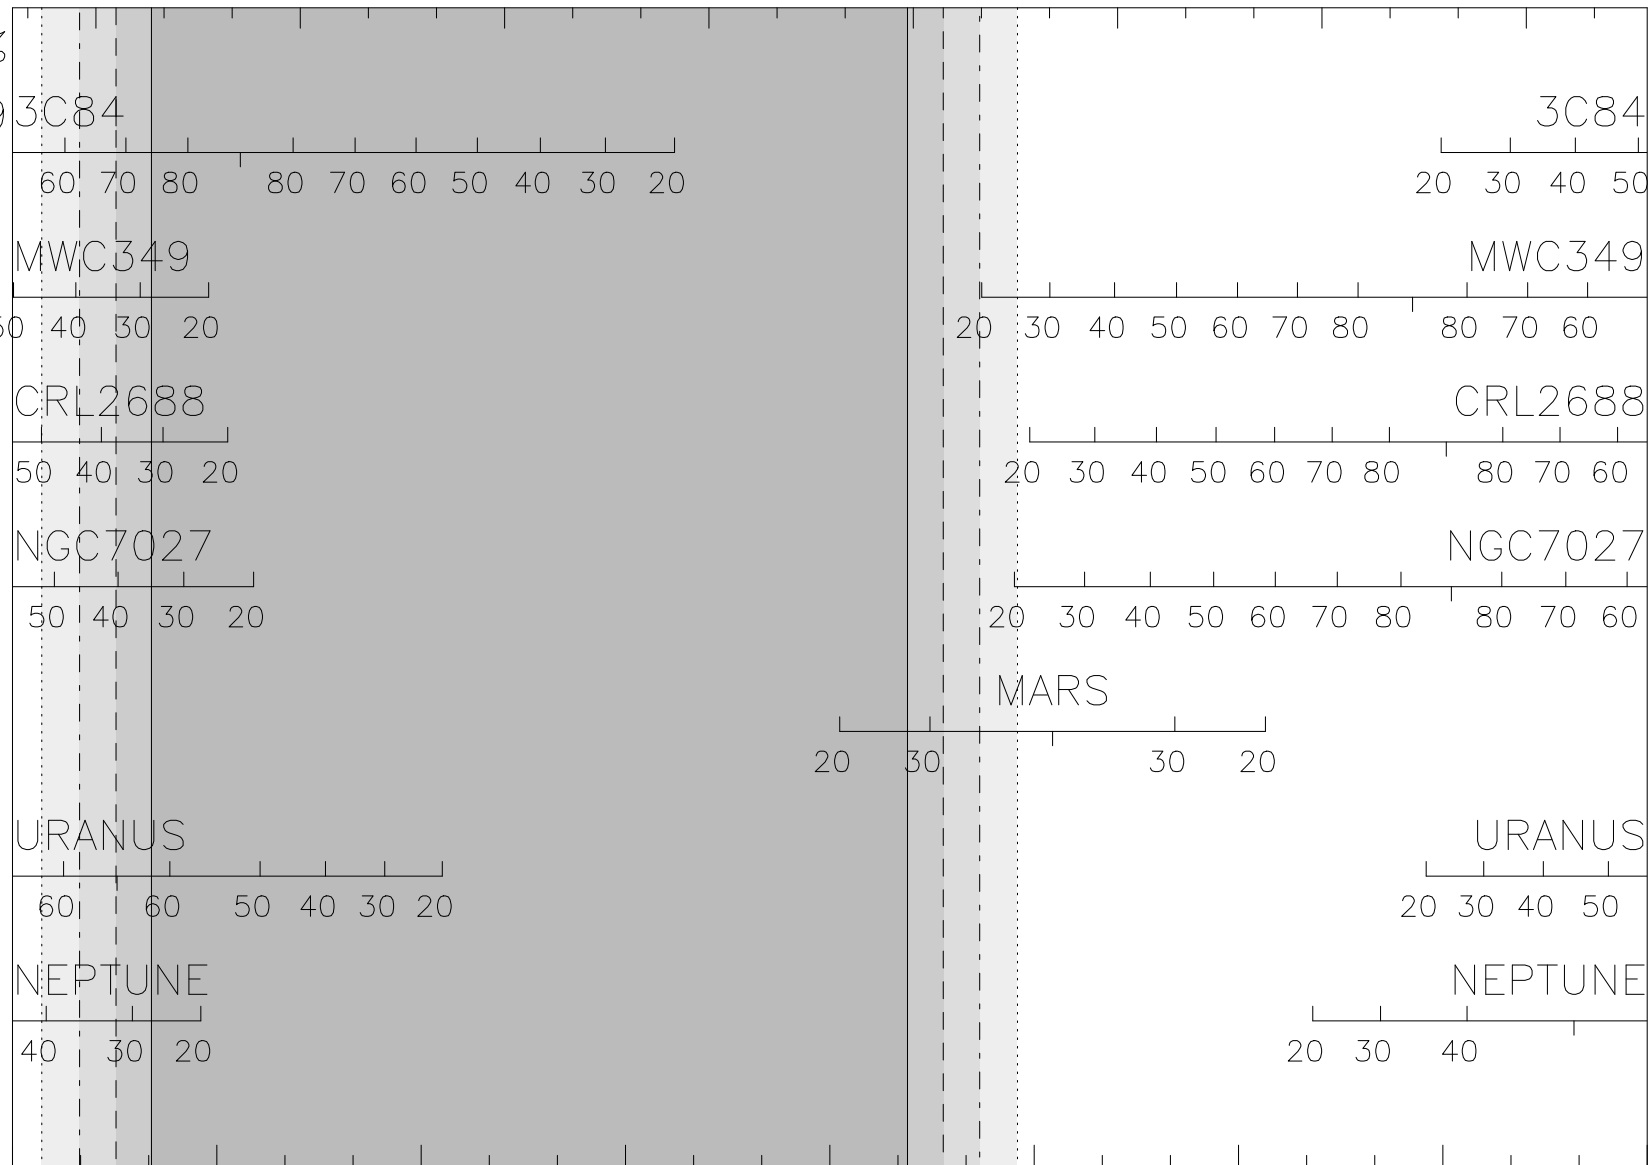 3C84 3C84
60 70 80 80 70 60 50 40 30 20 20 30 40 50
MWC349 MWC349
40 30 20 20 30 40 50 60 70 80 80 70 60
CRL2688 CRL2688
50 40 30 20 20 30 40 50 60 70 80 80 70 60
NGC7027 NGC7027
50 40 30 20 20 30 40 50 60 70 80 80 70 60
MARS
20 30 30 20
URANUS URANUS
60 60 50 40 30 20 20 30 40 50
NEPTUNE NEPTUNE
40 30 20 20 30 40